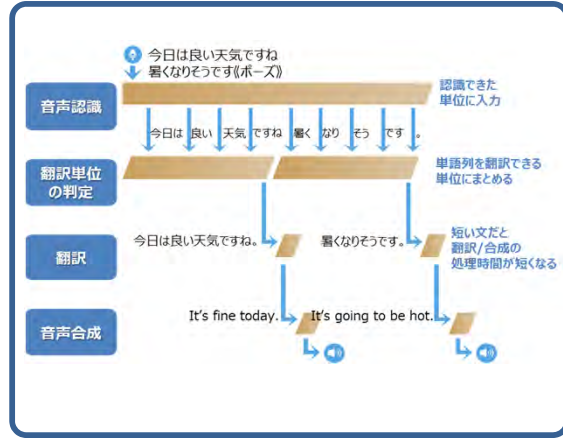 今日は良い天気ですね
暑くなりそうです《ポーズ》
音声認識
認識できた
単位に入力
今日は 良い 天気 ですね 暑く なり そう です 。
翻訳単位
の判定
単語列を翻訳できる
単位にまとめる
翻訳
今日は良い天気ですね。
暑くなりそうです。
短い文だと
翻訳/合成の
処理時間が短くなる
音声合成
It's fine today.
It's going to be hot.